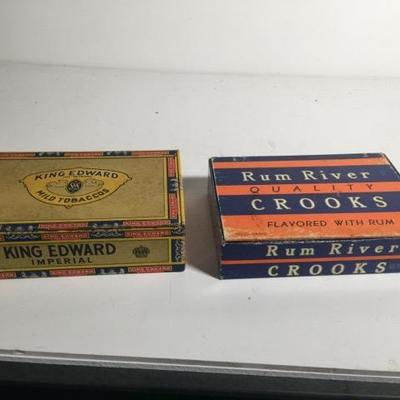 KING EDWARD
MILD TOBACCOS
KING EDWARD
IMPERIAL
Rum River
QUALITY
CROOKS
FLAVORED WITH RUM
Rum River
CROOKS